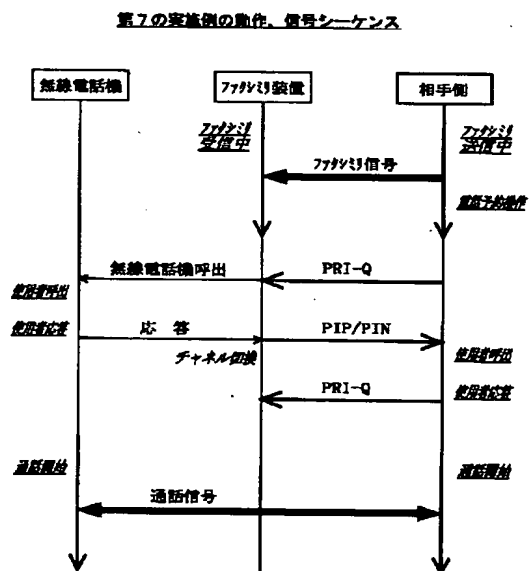 第7の実施例の動作、信号シーケンス
無線電話機
ファクシミリ装置
相手側
ファクシミリ
受信中
ファクシミリ
送信中
ファクシミリ信号
電話予約操作
無線電話機呼出
PRI-Q
使用者呼出
使用者応答
応 答
PIP/PIN
チャネル切換
使用者呼出
PRI-Q
使用者応答
通話開始
通話開始
通話信号